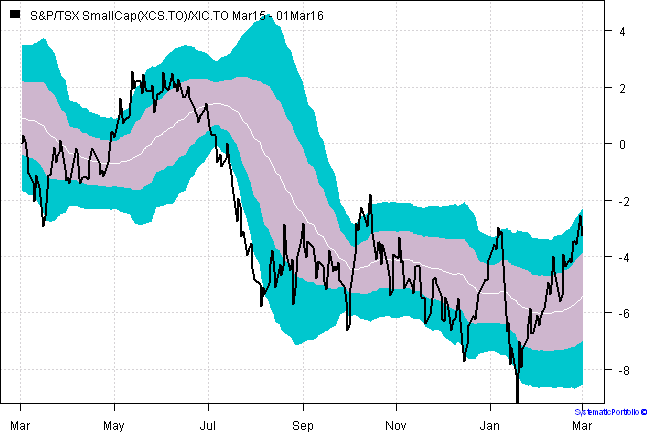 S&P/TSX SmallCap(XCS.TO)/XIC.TO Mar15 - 01Mar16
4
2
0
-2
-4
-6
-8
Mar May Jul Sep Nov Jan Mar
SystematicPortfolio ©